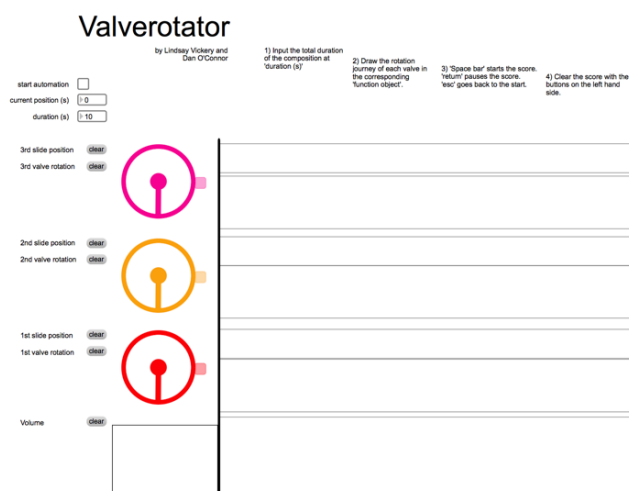 Valverotator
by Lindsay Vickery and
Dan O'Connor
1) Input the total duration
of the composition at
'duration (s)'
2) Draw the rotation
journey of each valve in
the corresponding
'function object'.
3) 'Space bar' starts the score.
'return' pauses the score.
'esc' goes back to the start.
4) Clear the score with the
buttons on the left hand
side.
start automation
current position (s) 0
duration (s) 10
3rd slide position clear
3rd valve rotation clear
2nd slide position clear
2nd valve rotation clear
1st slide position clear
1st valve rotation clear
Volume clear